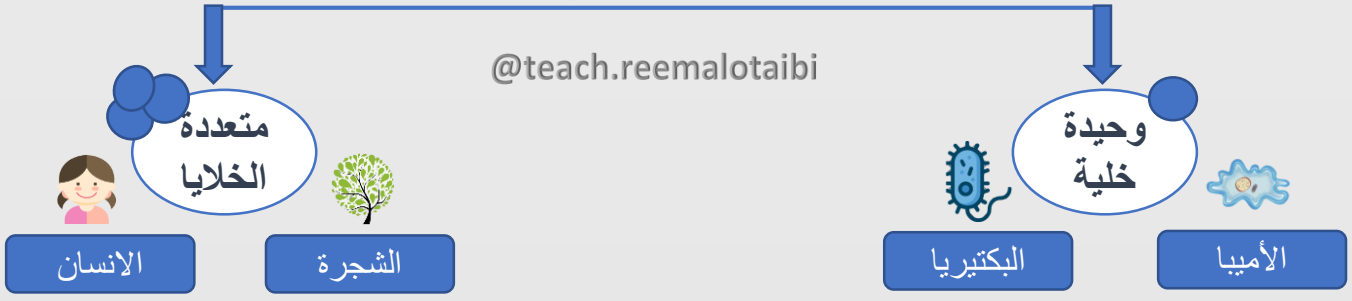 @teach.reemalotaibi
وحيدة
خلية
متعددة
الخلايا
الأميبا
البكتيريا
الشجرة
الانسان